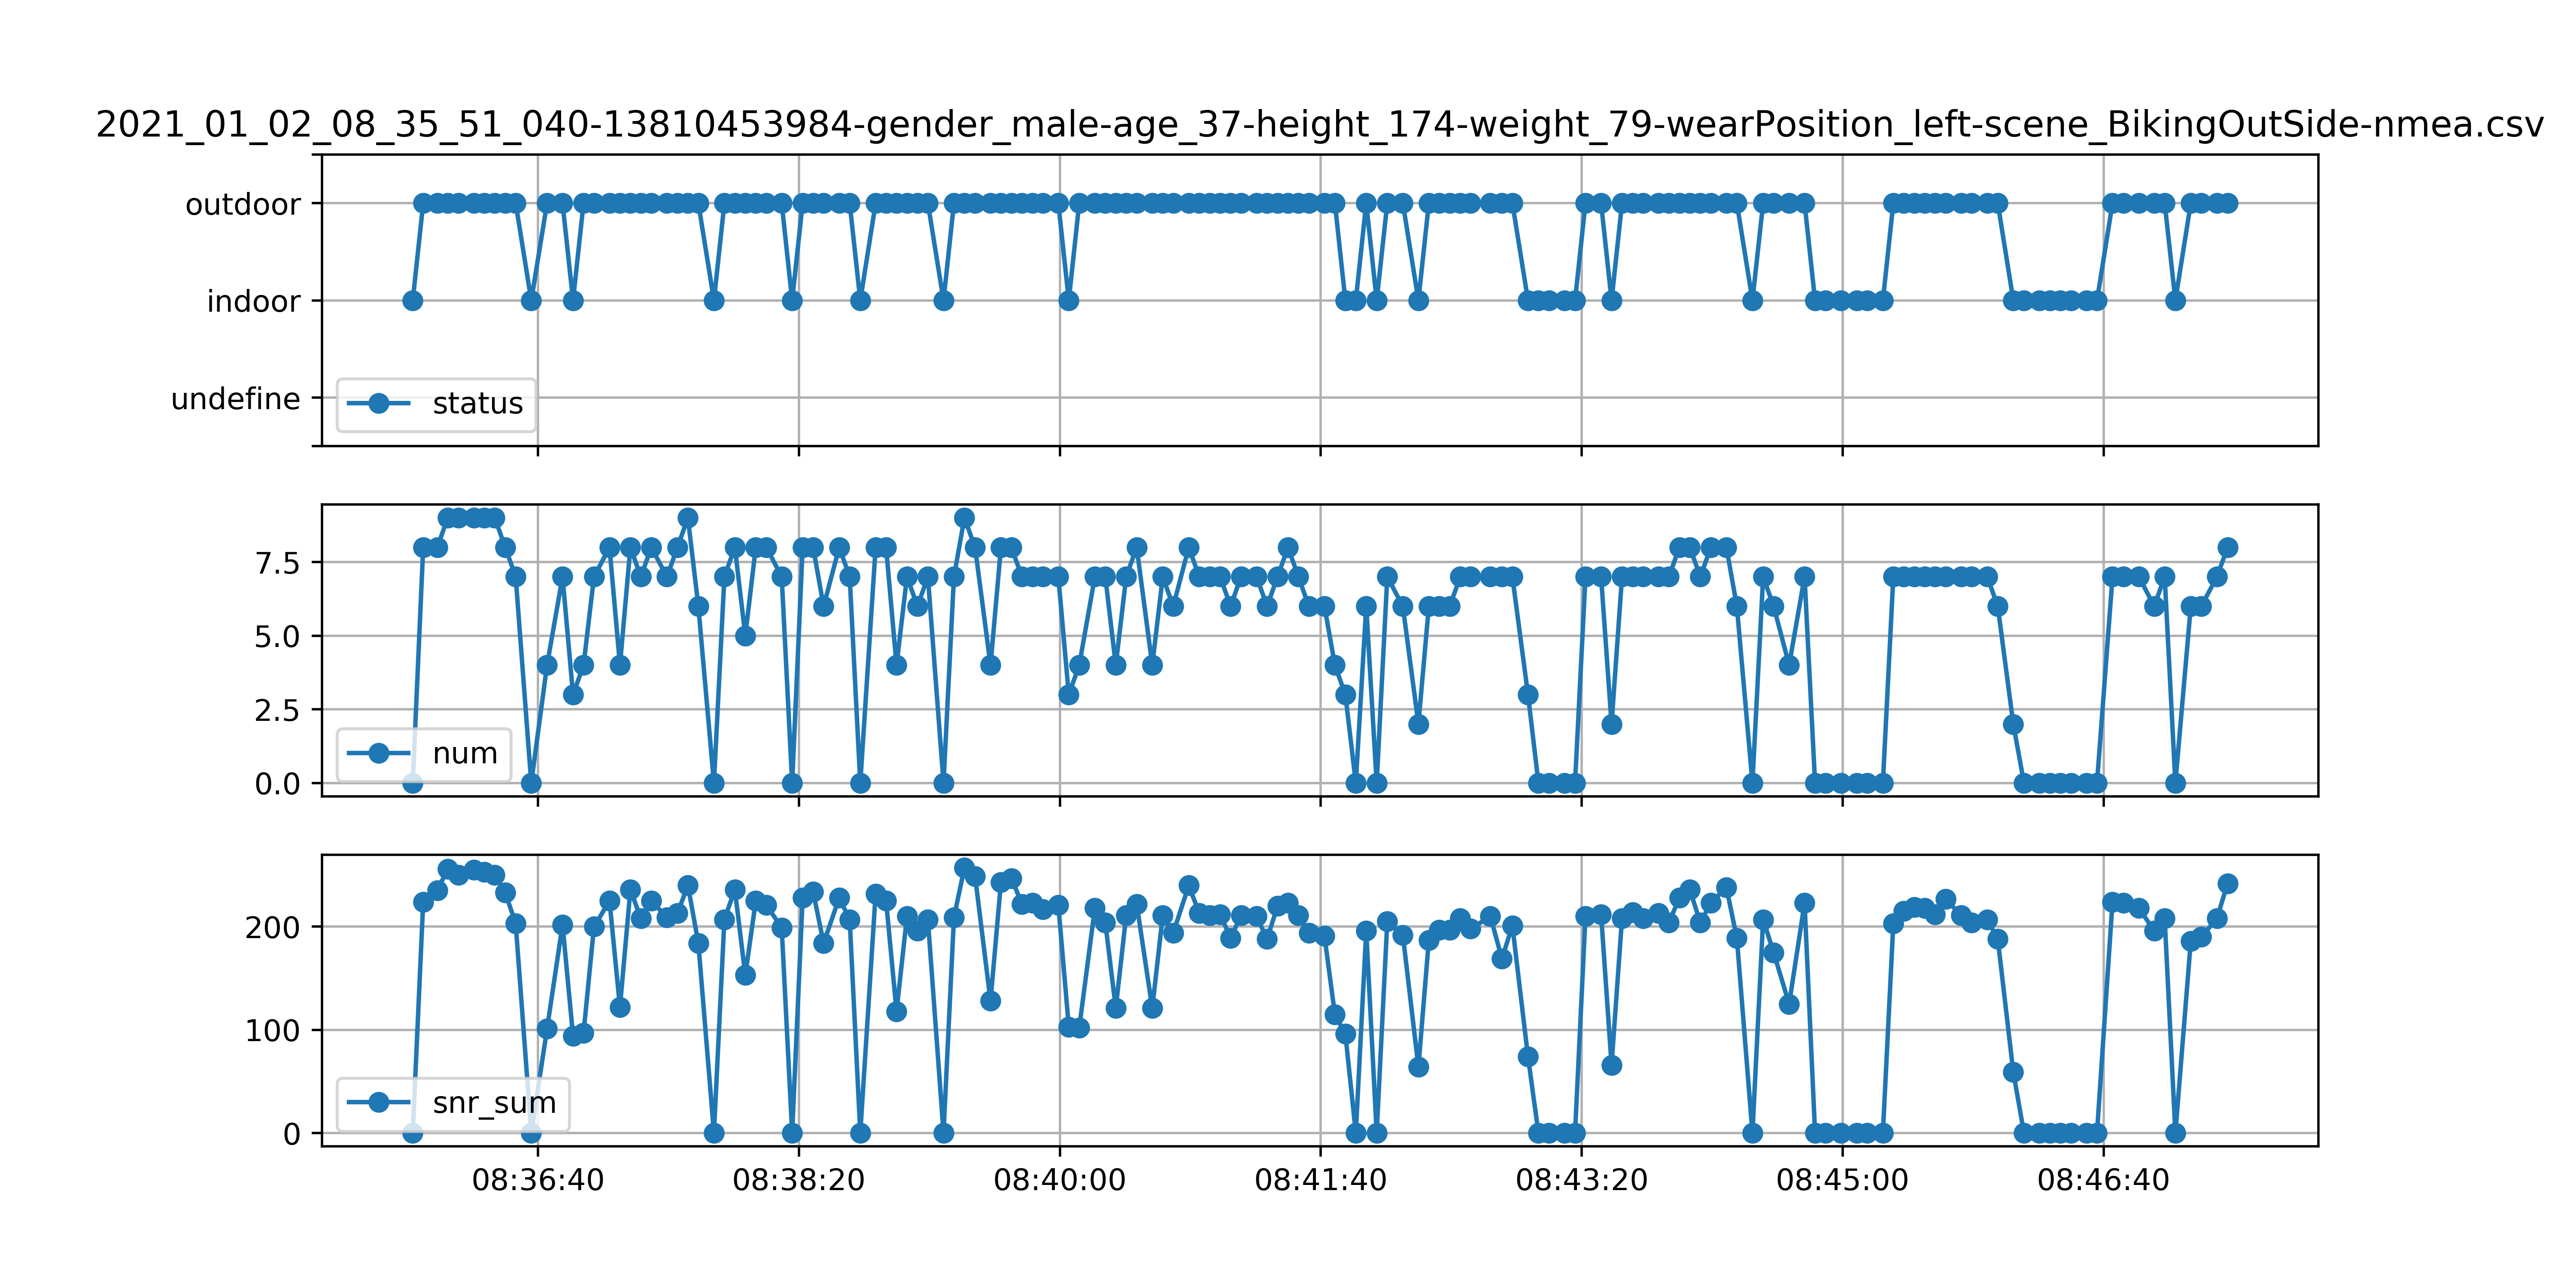 2021_01_02_08_35_51_040-13810453984-gender_male-age_37-height_174-weight_79-wearPosition_left-scene_BikingOutSide-nmea.csv
outdoor
indoor
undefine
status
7.5
5.0
2.5
0.0
num
200
100
0
snr_sum
08:36:40 08:38:20 08:40:00 08:41:40 08:43:20 08:45:00 08:46:40